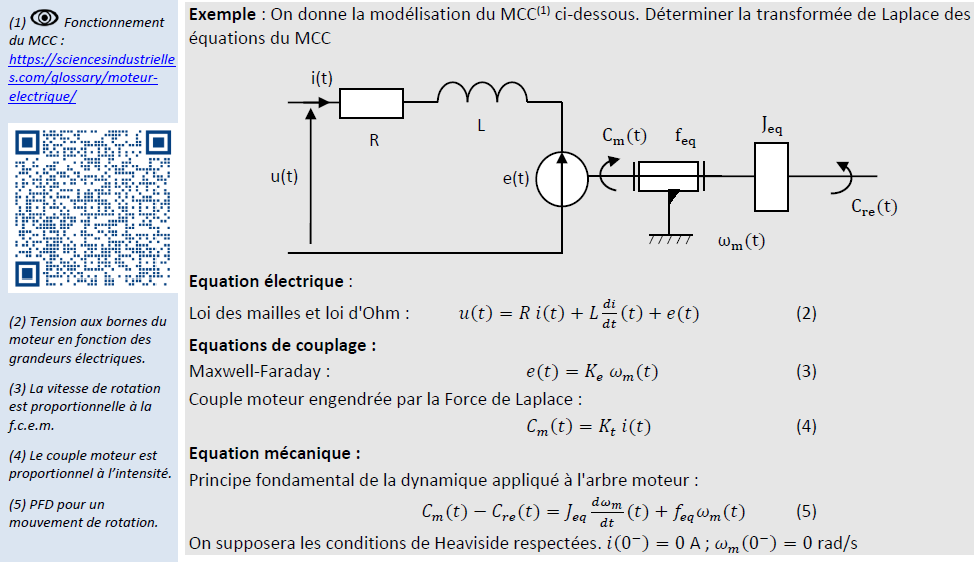 (1) Fonctionnement
du MCC :
https://sciencesindustrielle
s.com/glossary/moteur-
electrique/
(2) Tension aux bornes du
moteur en fonction des
grandeurs électriques.
(3) La vitesse de rotation
est proportionnelle à la
f.c.e.m.
(4) Le couple moteur est
proportionnel à l'intensité.
(5) PFD pour un
mouvement de rotation.
Exemple : On donne la modélisation du MCC⁽¹⁾ ci-dessous. Déterminer la transformée de Laplace des
équations du MCC
i(t)
R
L
u(t)
e(t)
Cₘ(t)
f_eq
J_eq
C_re(t)
ωₘ(t)
Equation électrique :
Loi des mailles et loi d'Ohm : u(t) = R i(t) + L di/dt (t) + e(t) (2)
Equations de couplage :
Maxwell-Faraday : e(t) = Kₑ ωₘ(t) (3)
Couple moteur engendrée par la Force de Laplace :
Cₘ(t) = Kₜ i(t) (4)
Equation mécanique :
Principe fondamental de la dynamique appliqué à l'arbre moteur :
Cₘ(t) − C_re(t) = J_eq dωₘ/dt (t) + f_eq ωₘ(t) (5)
On supposera les conditions de Heaviside respectées. i(0⁻) = 0 A ; ωₘ(0⁻) = 0 rad/s